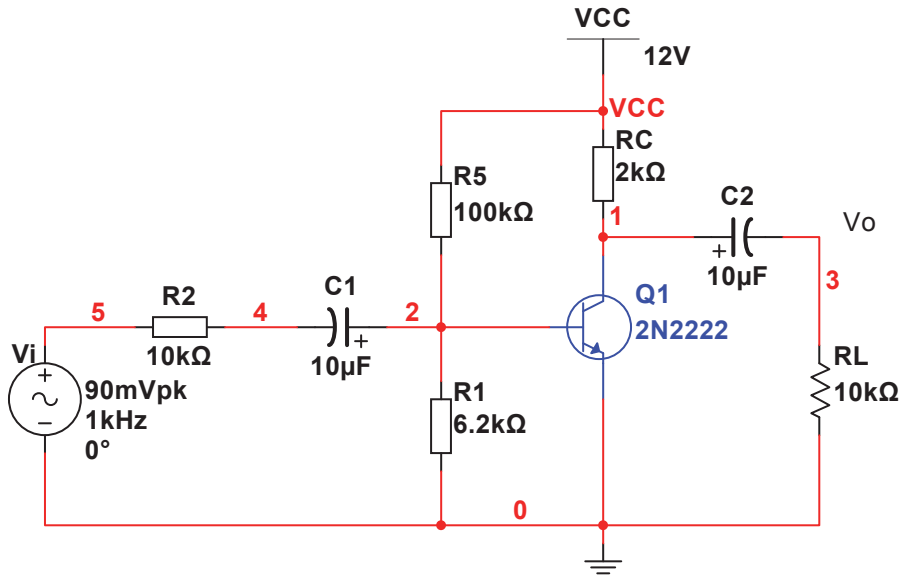 VCC
12V
VCC
RC
2kΩ
R5
100kΩ
1
C2
10µF
Vo
3
5
R2
10kΩ
4
C1
10µF
2
Q1
2N2222
Vi
90mVpk
1kHz
0°
R1
6.2kΩ
RL
10kΩ
0